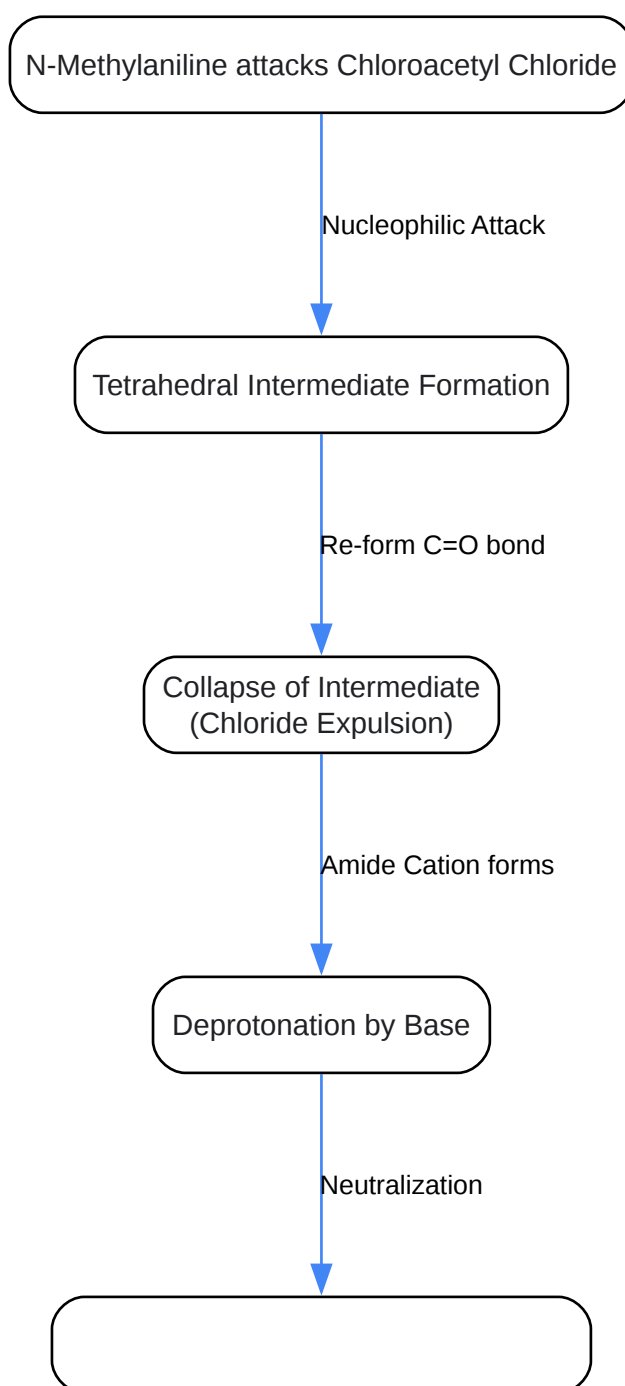 N-Methylaniline attacks Chloroacetyl Chloride
Nucleophilic Attack
Tetrahedral Intermediate Formation
Re-form C=O bond
Collapse of Intermediate
(Chloride Expulsion)
Amide Cation forms
Deprotonation by Base
Neutralization